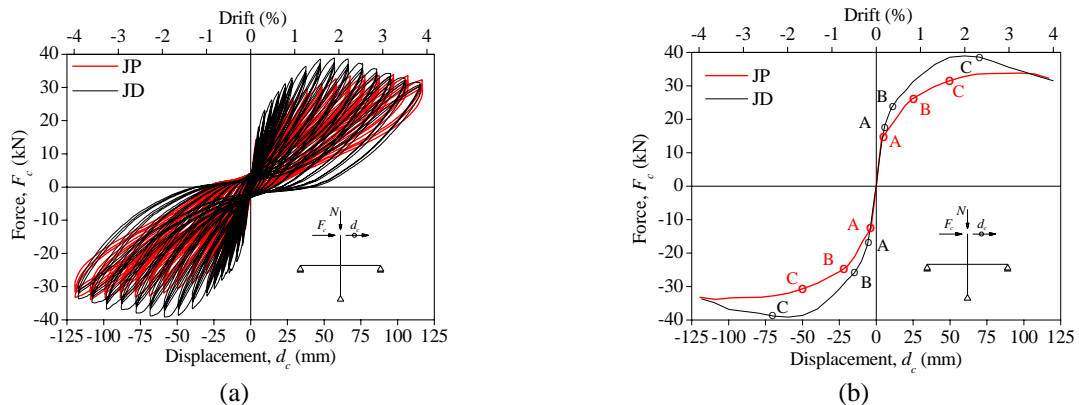 Drift (%)
-4 -3 -2 -1 0 1 2 3 4
40
30
20
10
0
-10
-20
-30
-40
Force, F_c (kN)
JP
JD
N
F_c d_c
-125 -100 -75 -50 -25 0 25 50 75 100 125
Displacement, d_c (mm)
(a)
Drift (%)
-4 -3 -2 -1 0 1 2 3 4
40
30
20
10
0
-10
-20
-30
-40
Force, F_c (kN)
JP
JD
C
B
C
B
A
A
A
A
B
B
C
C
N
F_c d_c
-125 -100 -75 -50 -25 0 25 50 75 100 125
Displacement, d_c (mm)
(b)